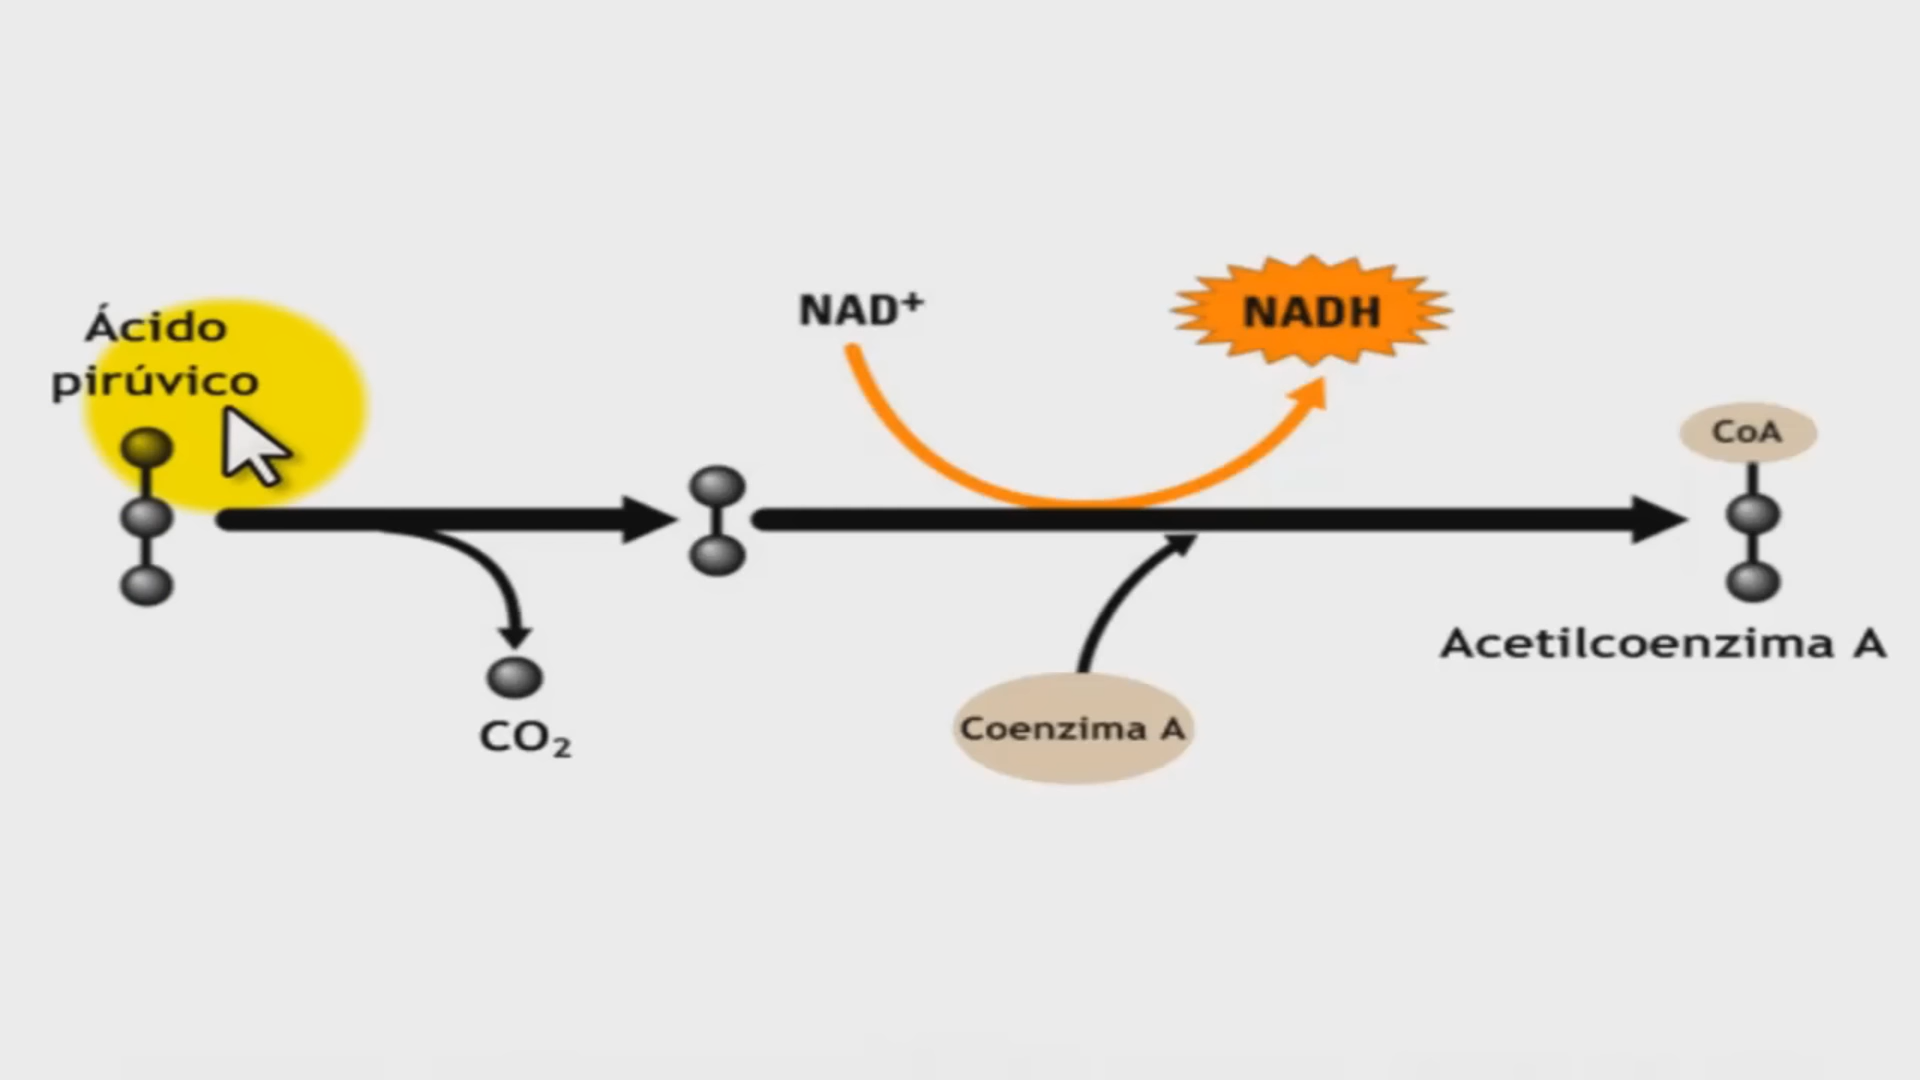 Ácido
pirúvico
NAD⁺
NADH
CoA
Acetilcoenzima A
CO₂
Coenzima A